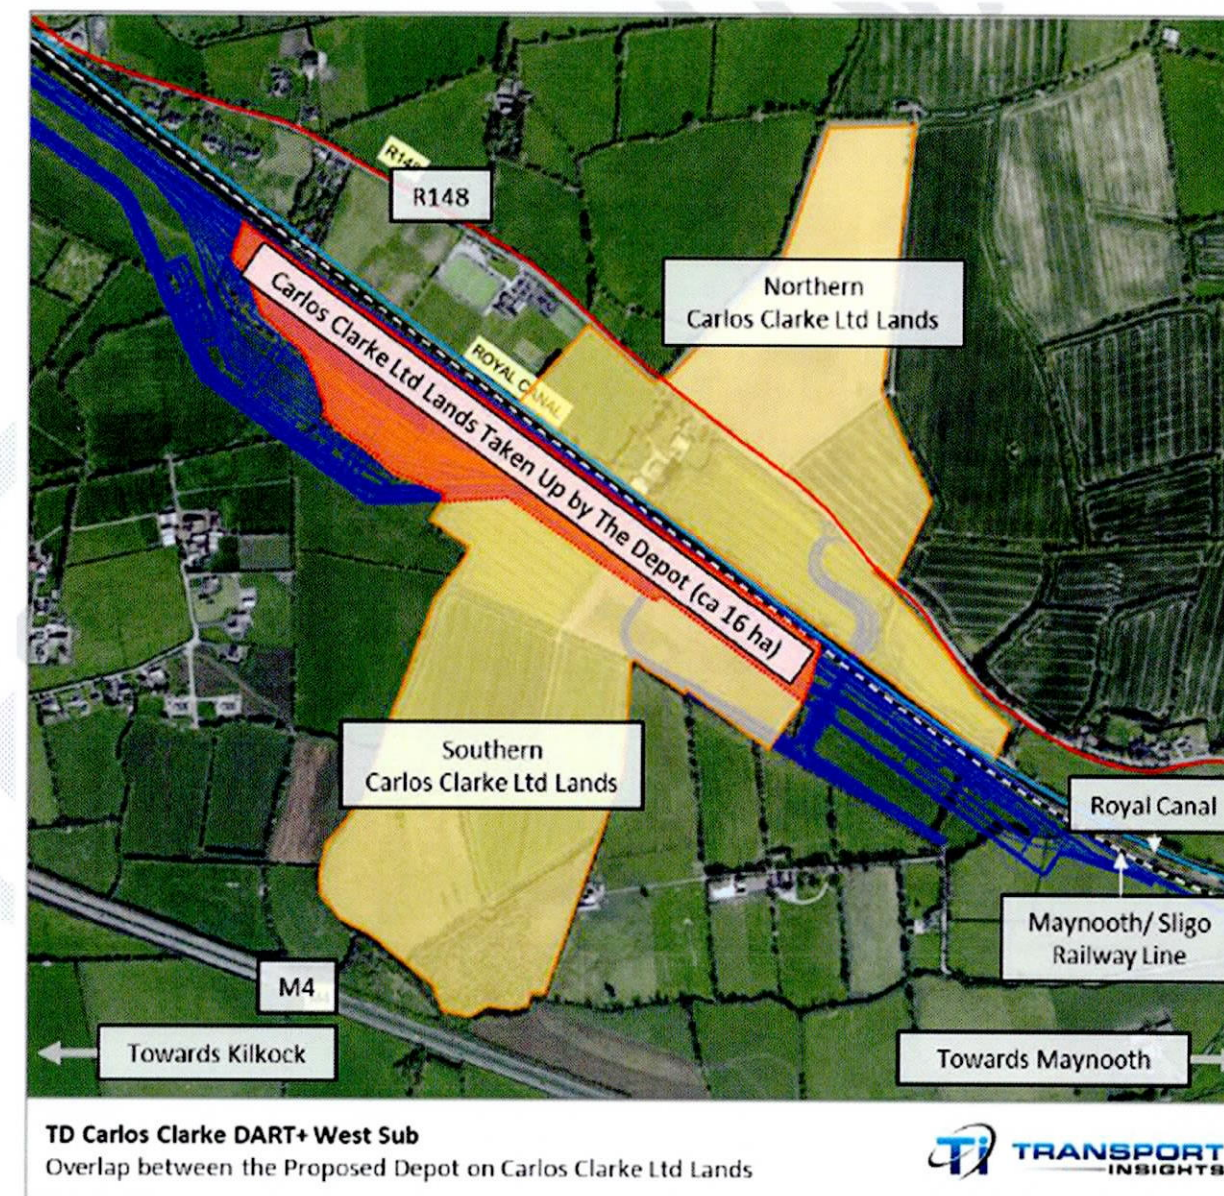 R148
R148
Northern
Carlos Clarke Ltd Lands
Carlos Clarke Ltd Lands Taken Up by The Depot (ca 16 ha)
ROYAL CANAL
Southern
Carlos Clarke Ltd Lands
Royal Canal
Maynooth/ Sligo
Railway Line
M4
Towards Kilkock
Towards Maynooth
TD Carlos Clarke DART+ West Sub
Overlap between the Proposed Depot on Carlos Clarke Ltd Lands
Ti TRANSPORT
INSIGHTS